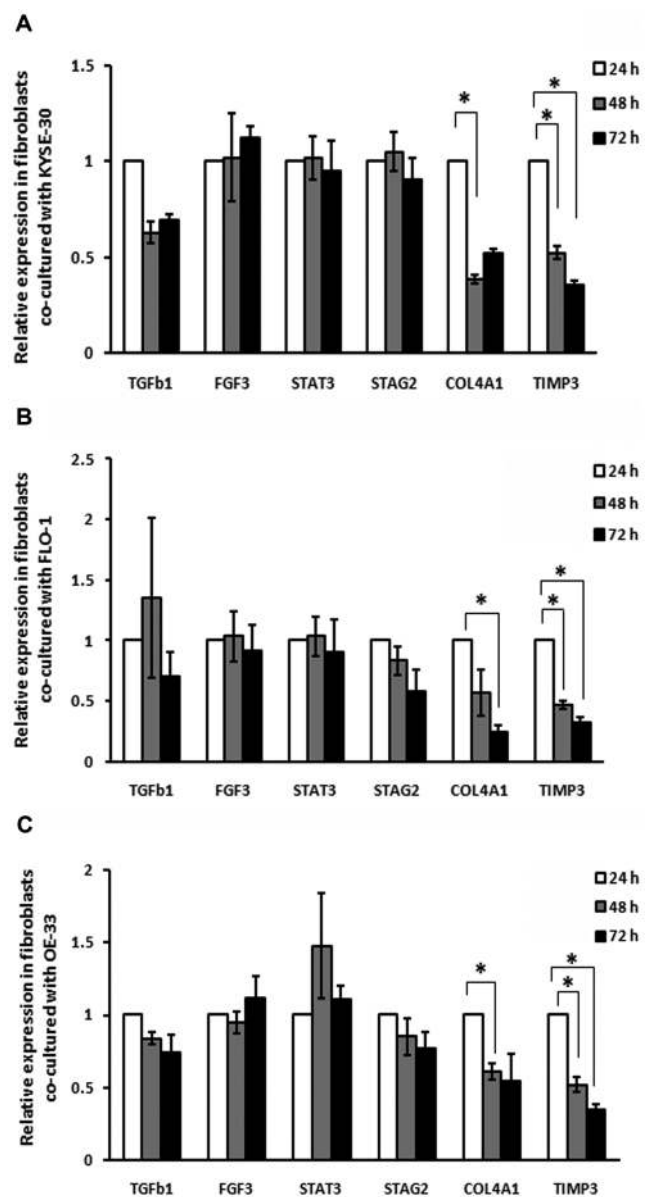 A
Relative expression in fibroblasts
co-cultured with KYSE-30
1.5
1
0.5
0
* * *
24 h
48 h
72 h
TGFb1 FGF3 STAT3 STAG2 COL4A1 TIMP3
B
Relative expression in fibroblasts
co-cultured with FLO-1
2.5
2
1.5
1
0.5
0
* * *
24 h
48 h
72 h
TGFb1 FGF3 STAT3 STAG2 COL4A1 TIMP3
C
Relative expression in fibroblasts
co-cultured with OE-33
2
1.5
1
0.5
0
* * *
24 h
48 h
72 h
TGFb1 FGF3 STAT3 STAG2 COL4A1 TIMP3